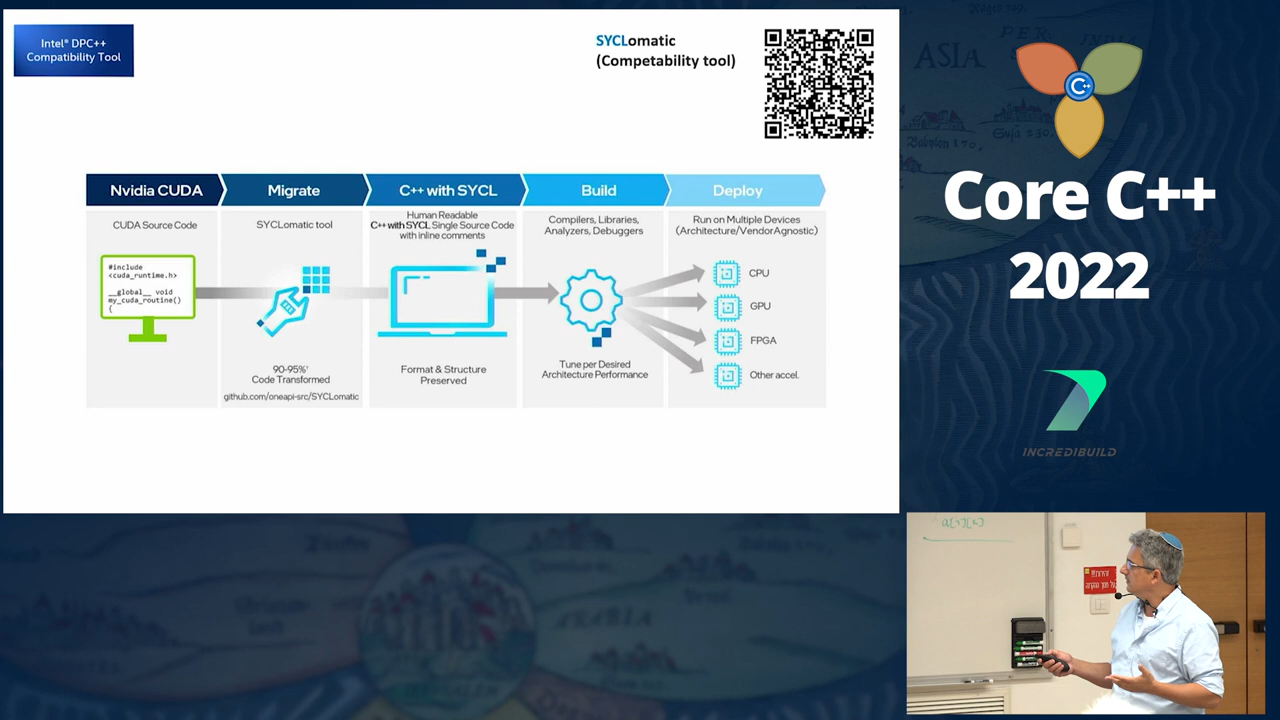 Intel® DPC++
Compatibility Tool
SYCLomatic
(Competability tool)
Nvidia CUDA
Migrate
C++ with SYCL
Build
Deploy
CUDA Source Code
SYCLomatic tool
Human Readable
C++ with SYCL Single Source Code
with inline comments
Compilers, Libraries,
Analyzers, Debuggers
Run on Multiple Devices
(Architecture/VendorAgnostic)
#include
<cuda_runtime.h>
__global__ void
my_cuda_routine()
{
CPU
GPU
FPGA
Other accel.
90-95%¹
Code Transformed
github.com/oneapi-src/SYCLomatic
Format & Structure
Preserved
Tune per Desired
Architecture Performance
ASIA
C++
Core C++
2022
INCREDIBUILD
ARABIA